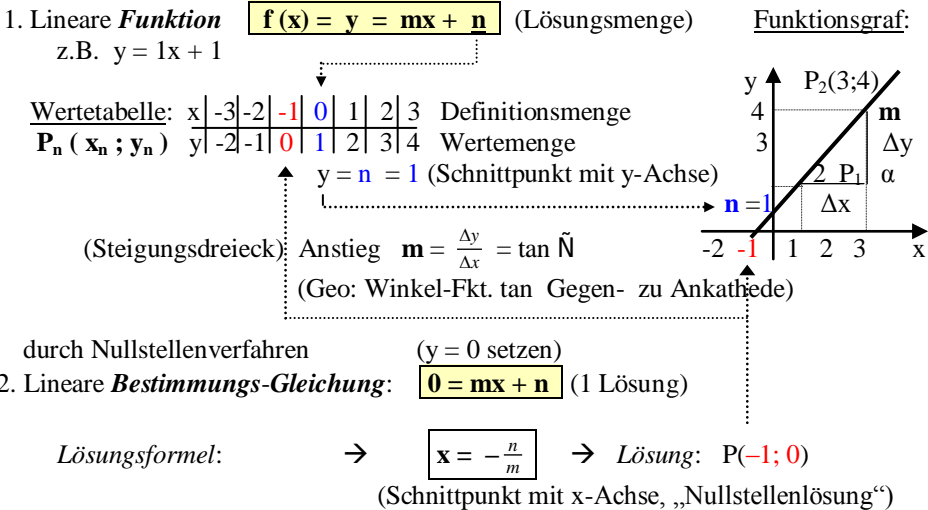 1. Lineare Funktion f (x) = y = mx + n (Lösungsmenge) Funktionsgraf:
z.B. y = 1x + 1
y P₂(3;4)
Wertetabelle: x -3 -2 -1 0 1 2 3 Definitionsmenge 4 m
Pₙ ( xₙ ; yₙ ) y -2 -1 0 1 2 3 4 Wertemenge 3 Δy
y = n = 1 (Schnittpunkt mit y-Achse) 2 P₁ α
n =1 Δx
(Steigungsdreieck) Anstieg m = Δy/Δx = tan Ñ -2 -1 1 2 3 x
(Geo: Winkel-Fkt. tan Gegen- zu Ankathede)
durch Nullstellenverfahren (y = 0 setzen)
2. Lineare Bestimmungs-Gleichung: 0 = mx + n (1 Lösung)
Lösungsformel: → x = − n/m → Lösung: P(–1; 0)
(Schnittpunkt mit x-Achse, „Nullstellenlösung“)